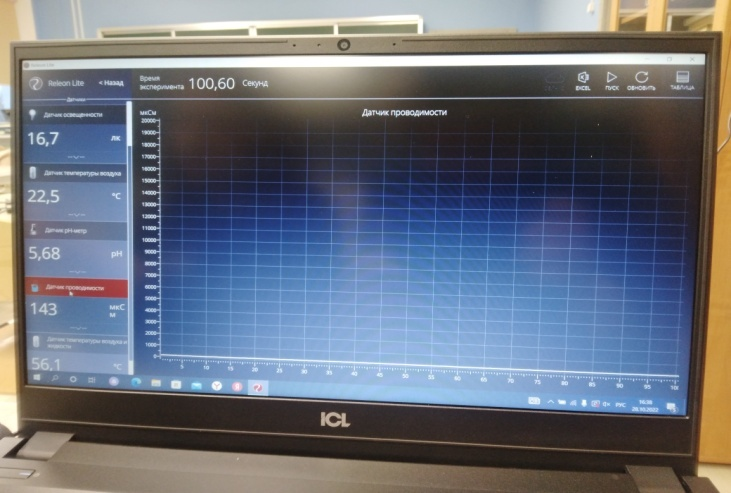 Releon Lite
Releon Lite
< Назад
Время
эксперимента 100,60 Секунд
EXCEL
ПУСК
ОБНОВИТЬ
ТАБЛИЦА
Датчики
Датчик освещенности
16,7 лк
--,--
Датчик температуры воздуха
22,5 °C
--,--
Датчик pH-метр
5,68 pH
--,--
Датчик проводимости
143 мкС
м
--,--
Датчик температуры воздуха и
жидкости
56,1 °C
мкСм
Датчик проводимости
20000
19000
18000
17000
16000
15000
14000
13000
12000
11000
10000
9000
8000
7000
6000
5000
4000
3000
2000
1000
0
5 10 15 20 25 30 35 40 45 50 55 60 65 70 75 80 85 90 95 100
РУС
ICL